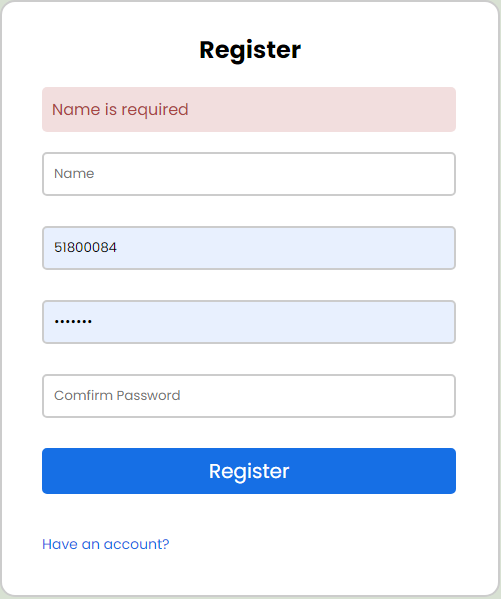 Register
Name is required
Name
51800084
•••••••
Comfirm Password
Register
Have an account?